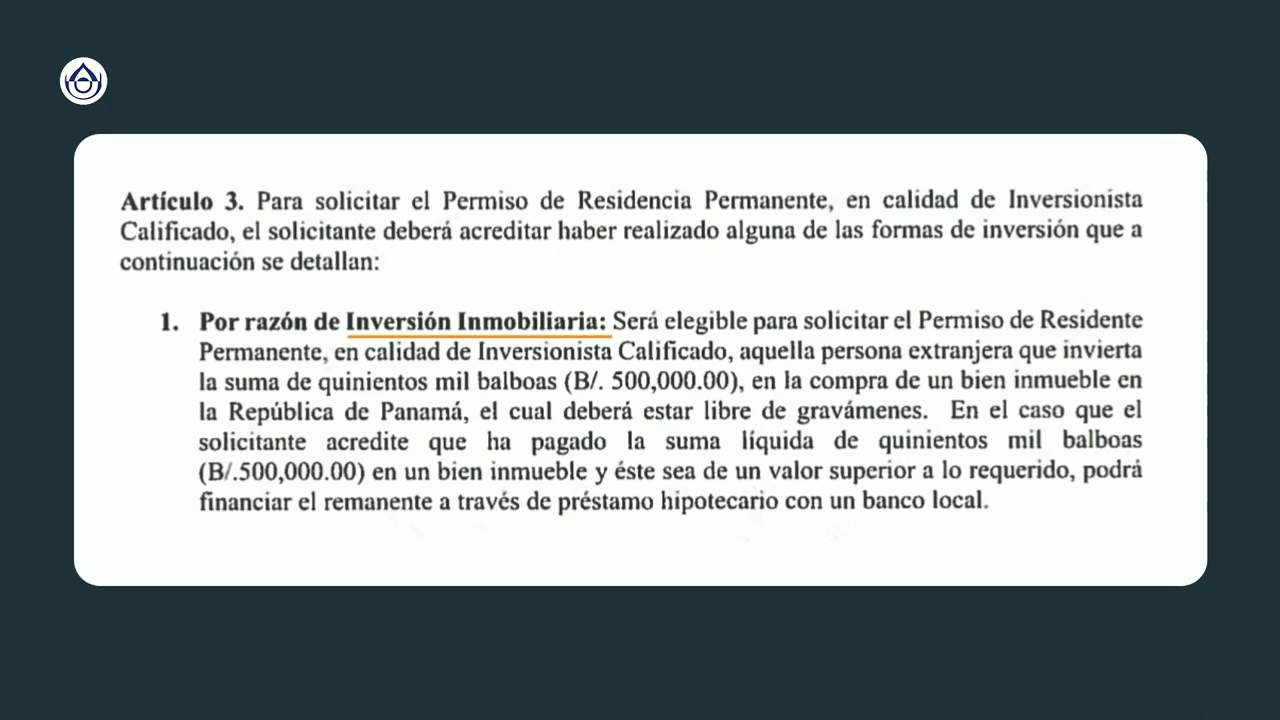 Artículo 3. Para solicitar el Permiso de Residencia Permanente, en calidad de Inversionista
Calificado, el solicitante deberá acreditar haber realizado alguna de las formas de inversión que a
continuación se detallan:
1. Por razón de Inversión Inmobiliaria: Será elegible para solicitar el Permiso de Residente
Permanente, en calidad de Inversionista Calificado, aquella persona extranjera que invierta
la suma de quinientos mil balboas (B/. 500,000.00), en la compra de un bien inmueble en
la República de Panamá, el cual deberá estar libre de gravámenes. En el caso que el
solicitante acredite que ha pagado la suma líquida de quinientos mil balboas
(B/.500,000.00) en un bien inmueble y éste sea de un valor superior a lo requerido, podrá
financiar el remanente a través de préstamo hipotecario con un banco local.